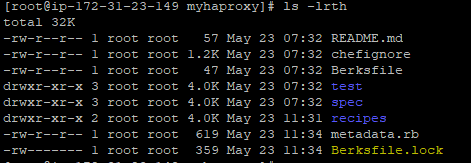 [root@ip-172-31-23-149 myhaproxy]# ls -lrth
total 32K
-rw-r--r-- 1 root root   57 May 23 07:32 README.md
-rw-r--r-- 1 root root 1.2K May 23 07:32 chefignore
-rw-r--r-- 1 root root   47 May 23 07:32 Berksfile
drwxr-xr-x 3 root root 4.0K May 23 07:32 test
drwxr-xr-x 3 root root 4.0K May 23 07:32 spec
drwxr-xr-x 2 root root 4.0K May 23 11:31 recipes
-rw-r--r-- 1 root root  619 May 23 11:34 metadata.rb
-rw------- 1 root root  359 May 23 11:34 Berksfile.lock